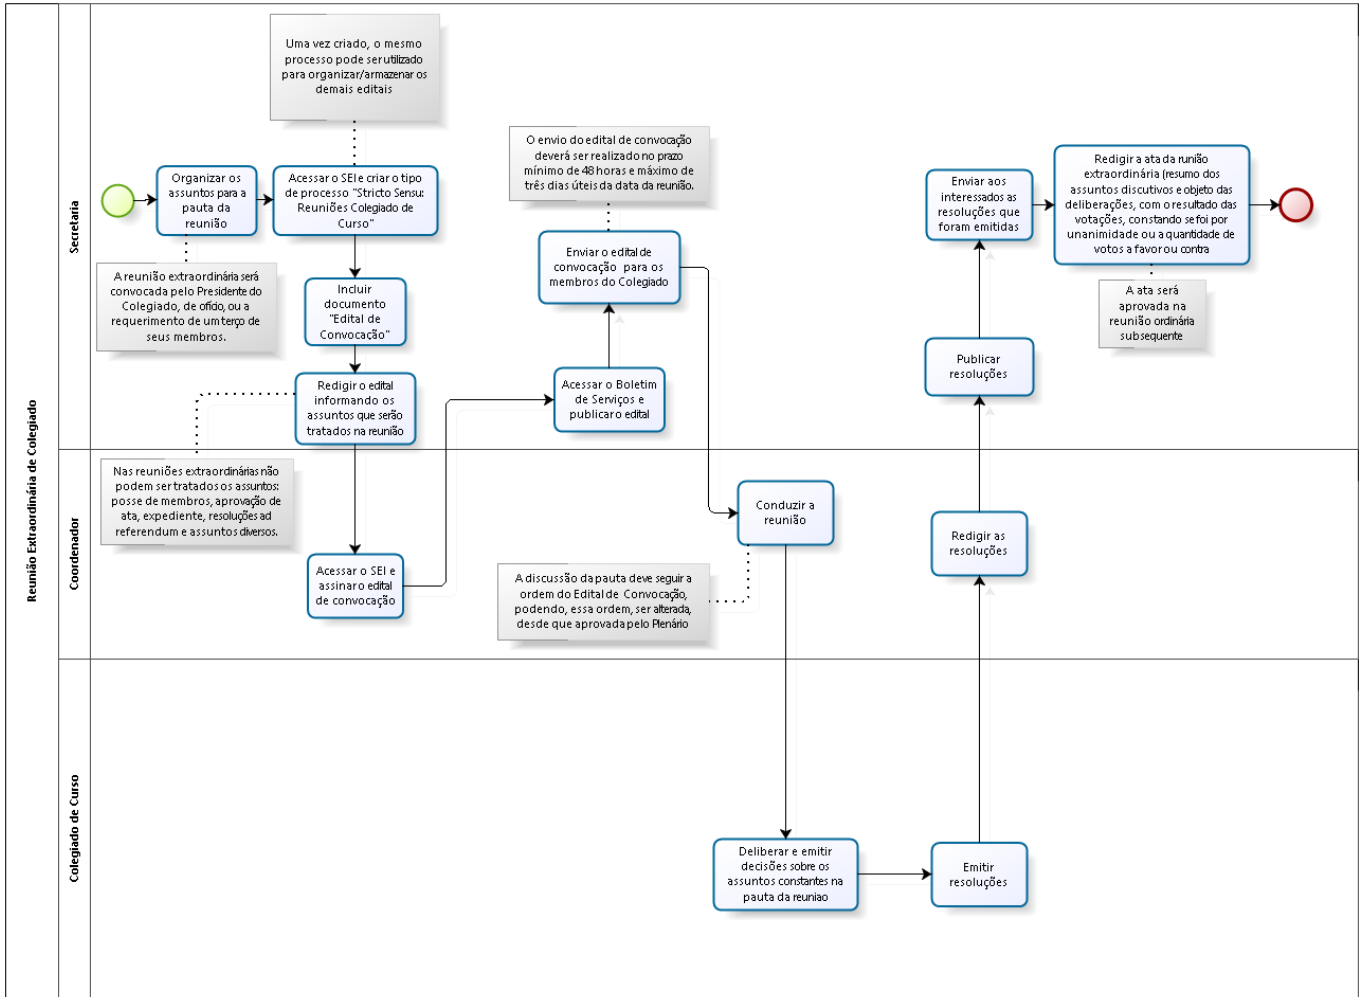 Reunião Extraordinária de Colegiado
Secretaria
Uma vez criado, o mesmo
processo pode ser utilizado
para organizar/armazenar os
demais editais
Organizar os
assuntos para a
pauta da
reunião
Acessar o SEI e criar o tipo
de processo "Stricto Sensu:
Reuniões Colegiado de
Curso"
A reunião extraordinária será
convocada pelo Presidente do
Colegiado, de ofício, ou a
requerimento de um terço de
seus membros.
Incluir
documento
"Edital de
Convocação"
Redigir o edital
informando os
assuntos que serão
tratados na reunião
O envio do edital de convocação
deverá ser realizado no prazo
mínimo de 48 horas e máximo de
três dias úteis da data da reunião.
Enviar o edital de
convocação para os
membros do Colegiado
Acessar o Boletim
de Serviços e
publicar o edital
Enviar aos
interessados as
resoluções que
foram emitidas
Redigir a ata da runião
extraordinária (resumo dos
assuntos discutivos e objeto das
deliberações, com o resultado das
votações, constando se foi por
unanimidade ou a quantidade de
votos a favor ou contra
A ata será
aprovada na
reunião ordinária
subsequente
Publicar
resoluções
Coordenador
Nas reuniões extraordinárias não
podem ser tratados os assuntos:
posse de membros, aprovação de
ata, expediente, resoluções ad
referendum e assuntos diversos.
Acessar o SEI e
assinar o edital
de convocação
Conduzir a
reunião
A discussão da pauta deve seguir a
ordem do Edital de Convocação,
podendo, essa ordem, ser alterada,
desde que aprovada pelo Plenário
Redigir as
resoluções
Colegiado de Curso
Deliberar e emitir
decisões sobre os
assuntos constantes na
pauta da reuniao
Emitir
resoluções